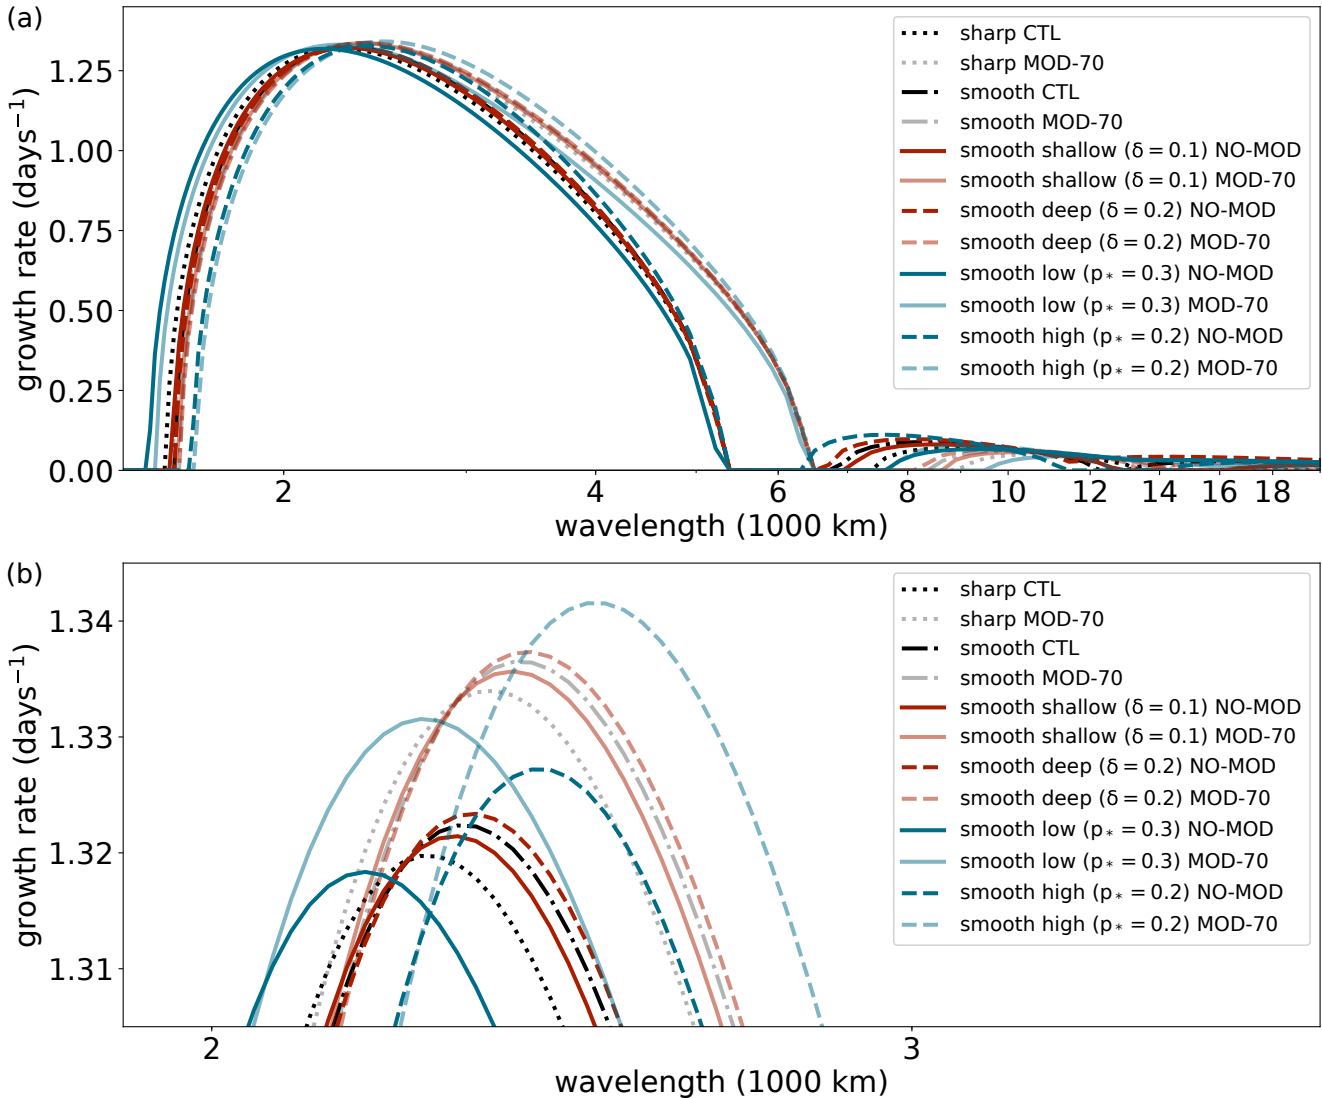 (a)
growth rate (days⁻¹)
1.25
1.00
0.75
0.50
0.25
0.00
sharp CTL
sharp MOD-70
smooth CTL
smooth MOD-70
smooth shallow (δ = 0.1) NO-MOD
smooth shallow (δ = 0.1) MOD-70
smooth deep (δ = 0.2) NO-MOD
smooth deep (δ = 0.2) MOD-70
smooth low (p* = 0.3) NO-MOD
smooth low (p* = 0.3) MOD-70
smooth high (p* = 0.2) NO-MOD
smooth high (p* = 0.2) MOD-70
2 4 6 8 10 12 14 16 18
wavelength (1000 km)
(b)
growth rate (days⁻¹)
1.34
1.33
1.32
1.31
sharp CTL
sharp MOD-70
smooth CTL
smooth MOD-70
smooth shallow (δ = 0.1) NO-MOD
smooth shallow (δ = 0.1) MOD-70
smooth deep (δ = 0.2) NO-MOD
smooth deep (δ = 0.2) MOD-70
smooth low (p* = 0.3) NO-MOD
smooth low (p* = 0.3) MOD-70
smooth high (p* = 0.2) NO-MOD
smooth high (p* = 0.2) MOD-70
2 3
wavelength (1000 km)